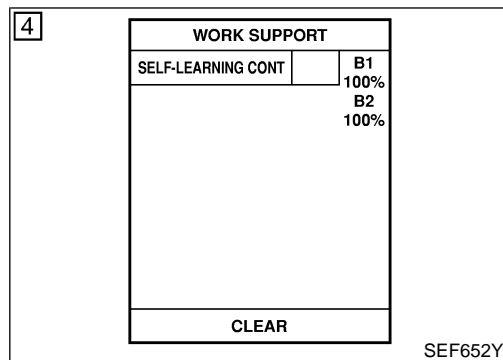 4
WORK SUPPORT
SELF-LEARNING CONT B1
100%
B2
100%
CLEAR
SEF652Y